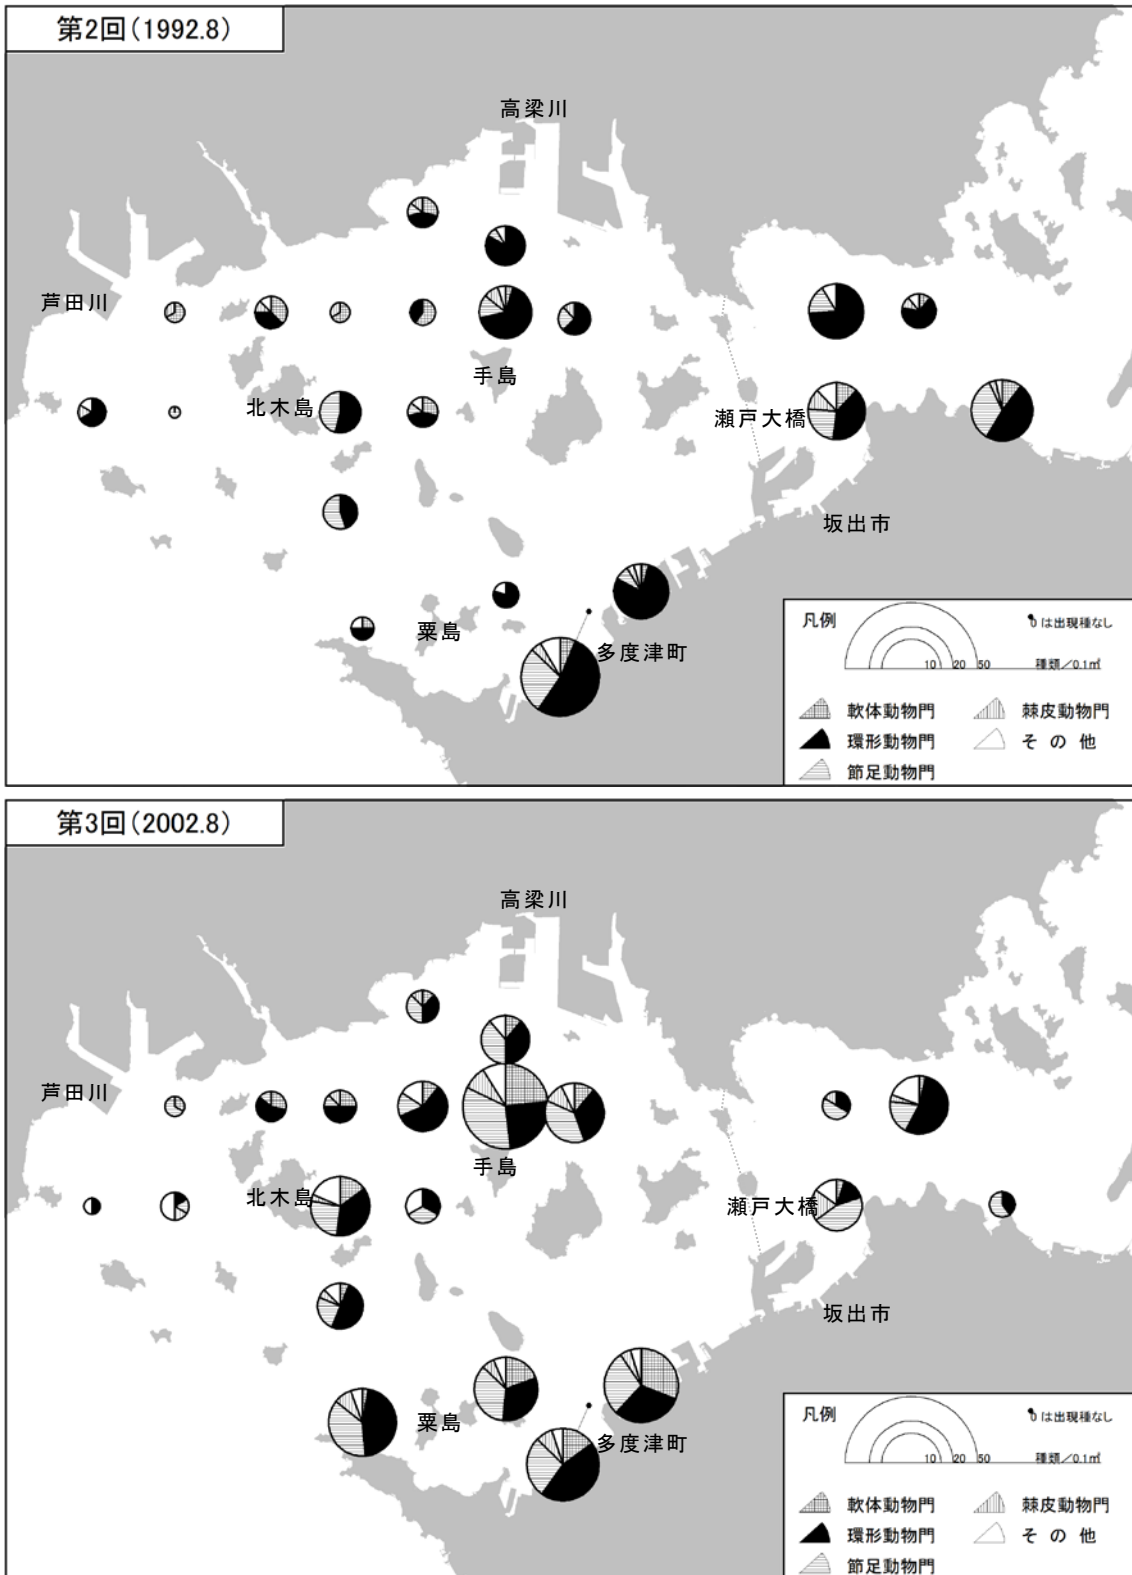 第2回(1992.8)
高梁川
芦田川
手島
北木島
瀬戸大橋
坂出市
粟島
多度津町
凡例
0は出現種なし
10 20 50 種類/0.1㎡
軟体動物門 棘皮動物門
環形動物門 その他
節足動物門
第3回(2002.8)
高梁川
芦田川
手島
北木島
瀬戸大橋
坂出市
粟島
多度津町
凡例
0は出現種なし
10 20 50 種類/0.1㎡
軟体動物門 棘皮動物門
環形動物門 その他
節足動物門